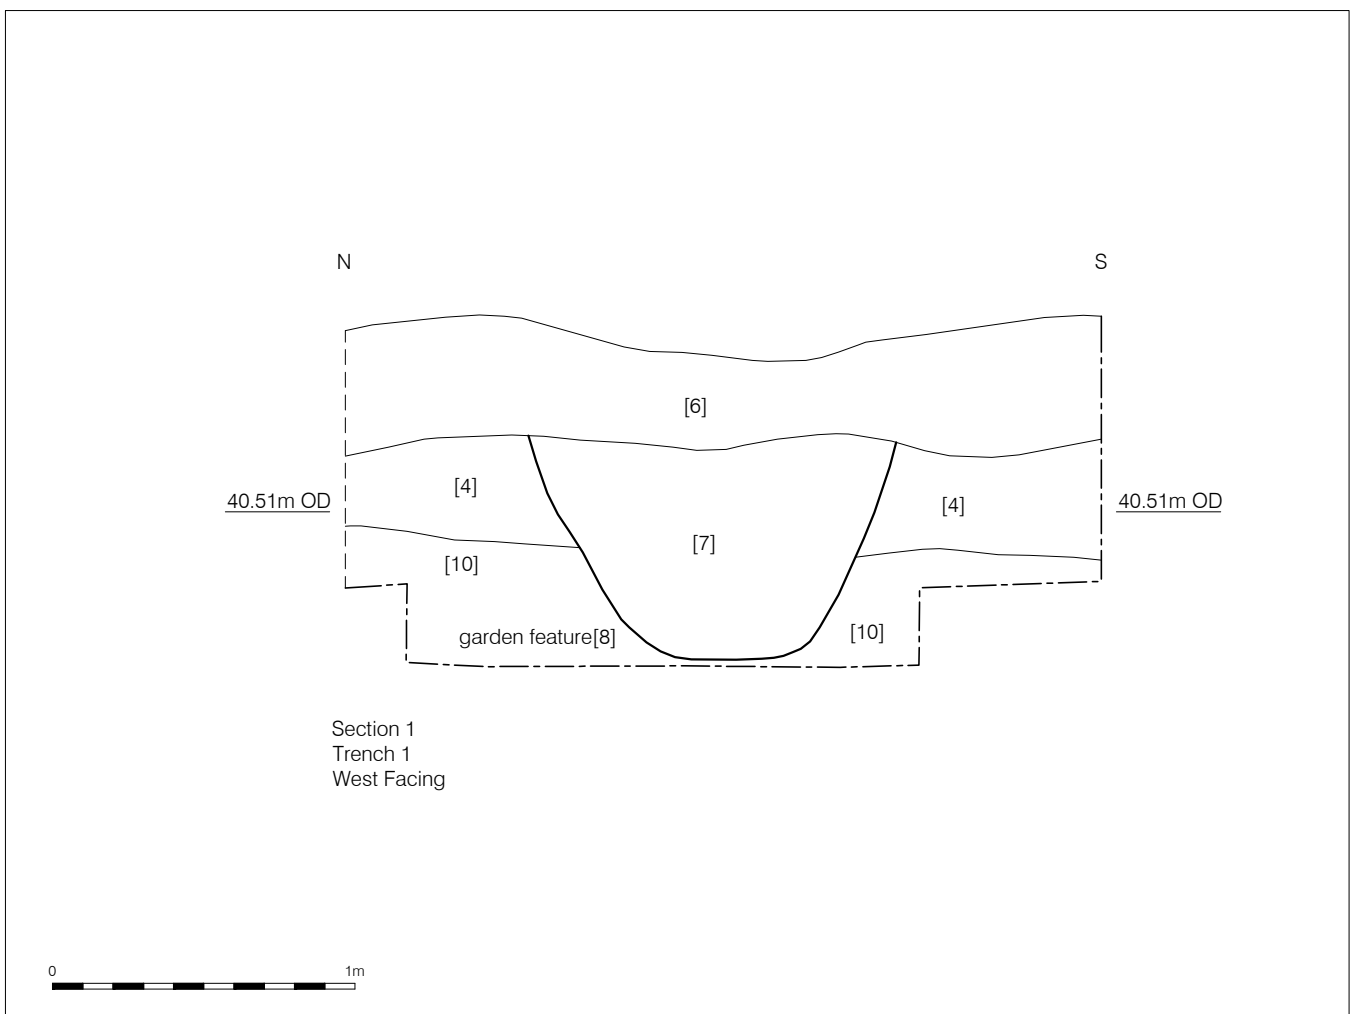 N
S
[6]
[4]
40.51m OD
[4]
40.51m OD
[7]
[10]
[10]
garden feature[8]
Section 1
Trench 1
West Facing
0
1m